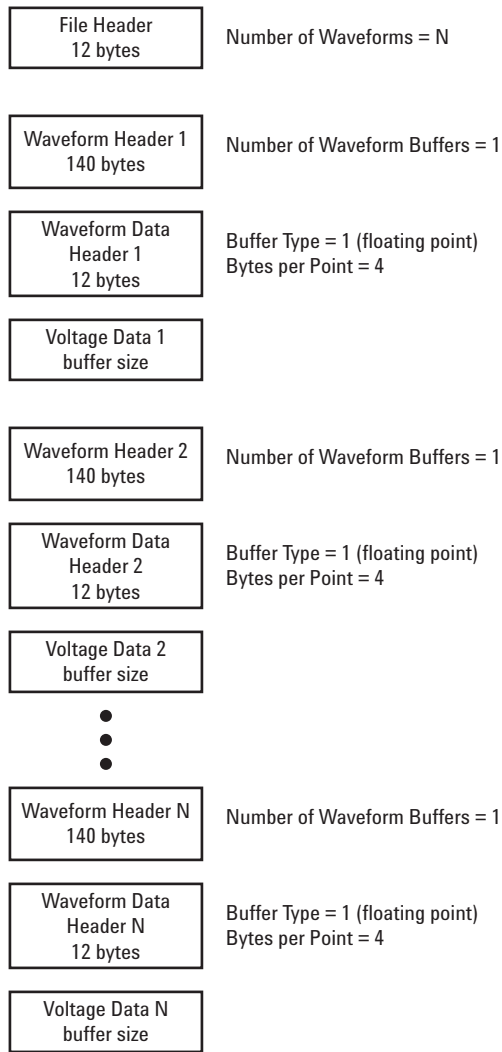 File Header
12 bytes
Number of Waveforms = N
Waveform Header 1
140 bytes
Number of Waveform Buffers = 1
Waveform Data
Header 1
12 bytes
Buffer Type = 1 (floating point)
Bytes per Point = 4
Voltage Data 1
buffer size
Waveform Header 2
140 bytes
Number of Waveform Buffers = 1
Waveform Data
Header 2
12 bytes
Buffer Type = 1 (floating point)
Bytes per Point = 4
Voltage Data 2
buffer size
Waveform Header N
140 bytes
Number of Waveform Buffers = 1
Waveform Data
Header N
12 bytes
Buffer Type = 1 (floating point)
Bytes per Point = 4
Voltage Data N
buffer size